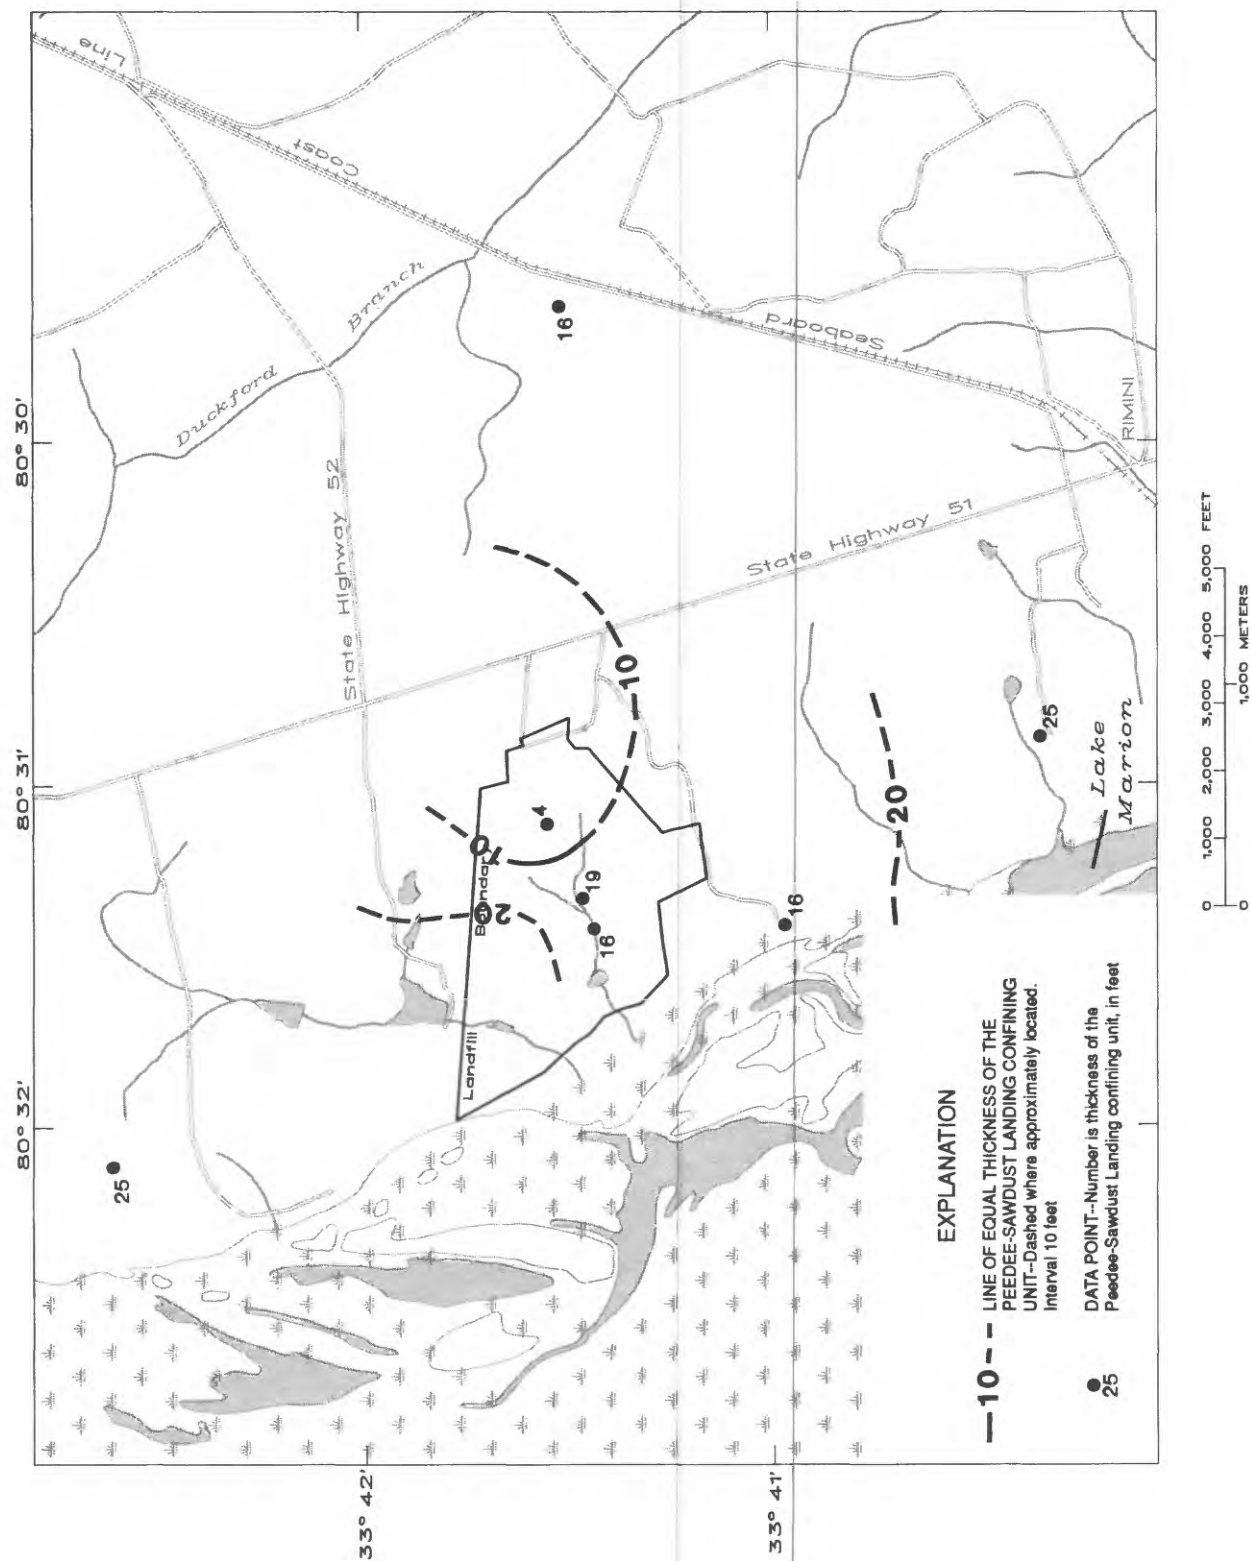 80° 32'
80° 31'
80° 30'
33° 42'
33° 41'
Line
Coast
Seaboard
Duckford Branch
State Highway 52
State Highway 51
RIMINI
Landfill Boundary
Lake
Marion
25
4
19
16
16
16
25
10
10
20
20
EXPLANATION
10 LINE OF EQUAL THICKNESS OF THE
PEEDEE-SAWDUST LANDING CONFINING
UNIT--Dashed where approximately located.
Interval 10 feet
25 DATA POINT--Number is thickness of the
Peedee-Sawdust Landing confining unit, in feet
0 1,000 2,000 3,000 4,000 5,000 FEET
0 1,000 METERS